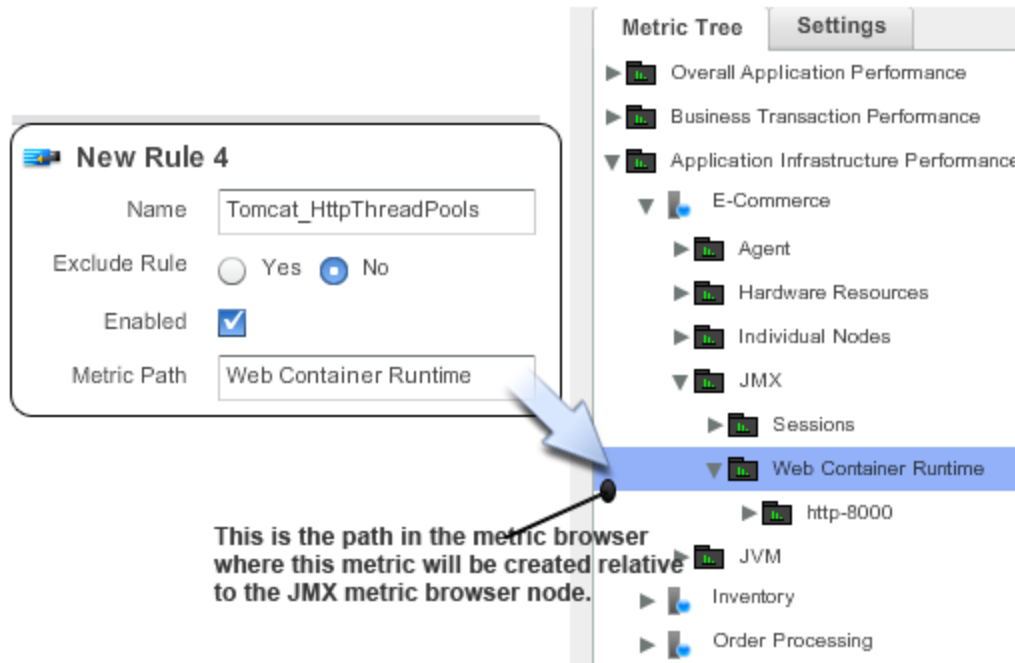 New Rule 4
Name
Tomcat_HttpThreadPools
Exclude Rule
Yes
No
Enabled
Metric Path
Web Container Runtime
This is the path in the metric browser
where this metric will be created relative
to the JMX metric browser node.
Metric Tree
Settings
Overall Application Performance
Business Transaction Performance
Application Infrastructure Performance
E-Commerce
Agent
Hardware Resources
Individual Nodes
JMX
Sessions
Web Container Runtime
http-8000
JVM
Inventory
Order Processing